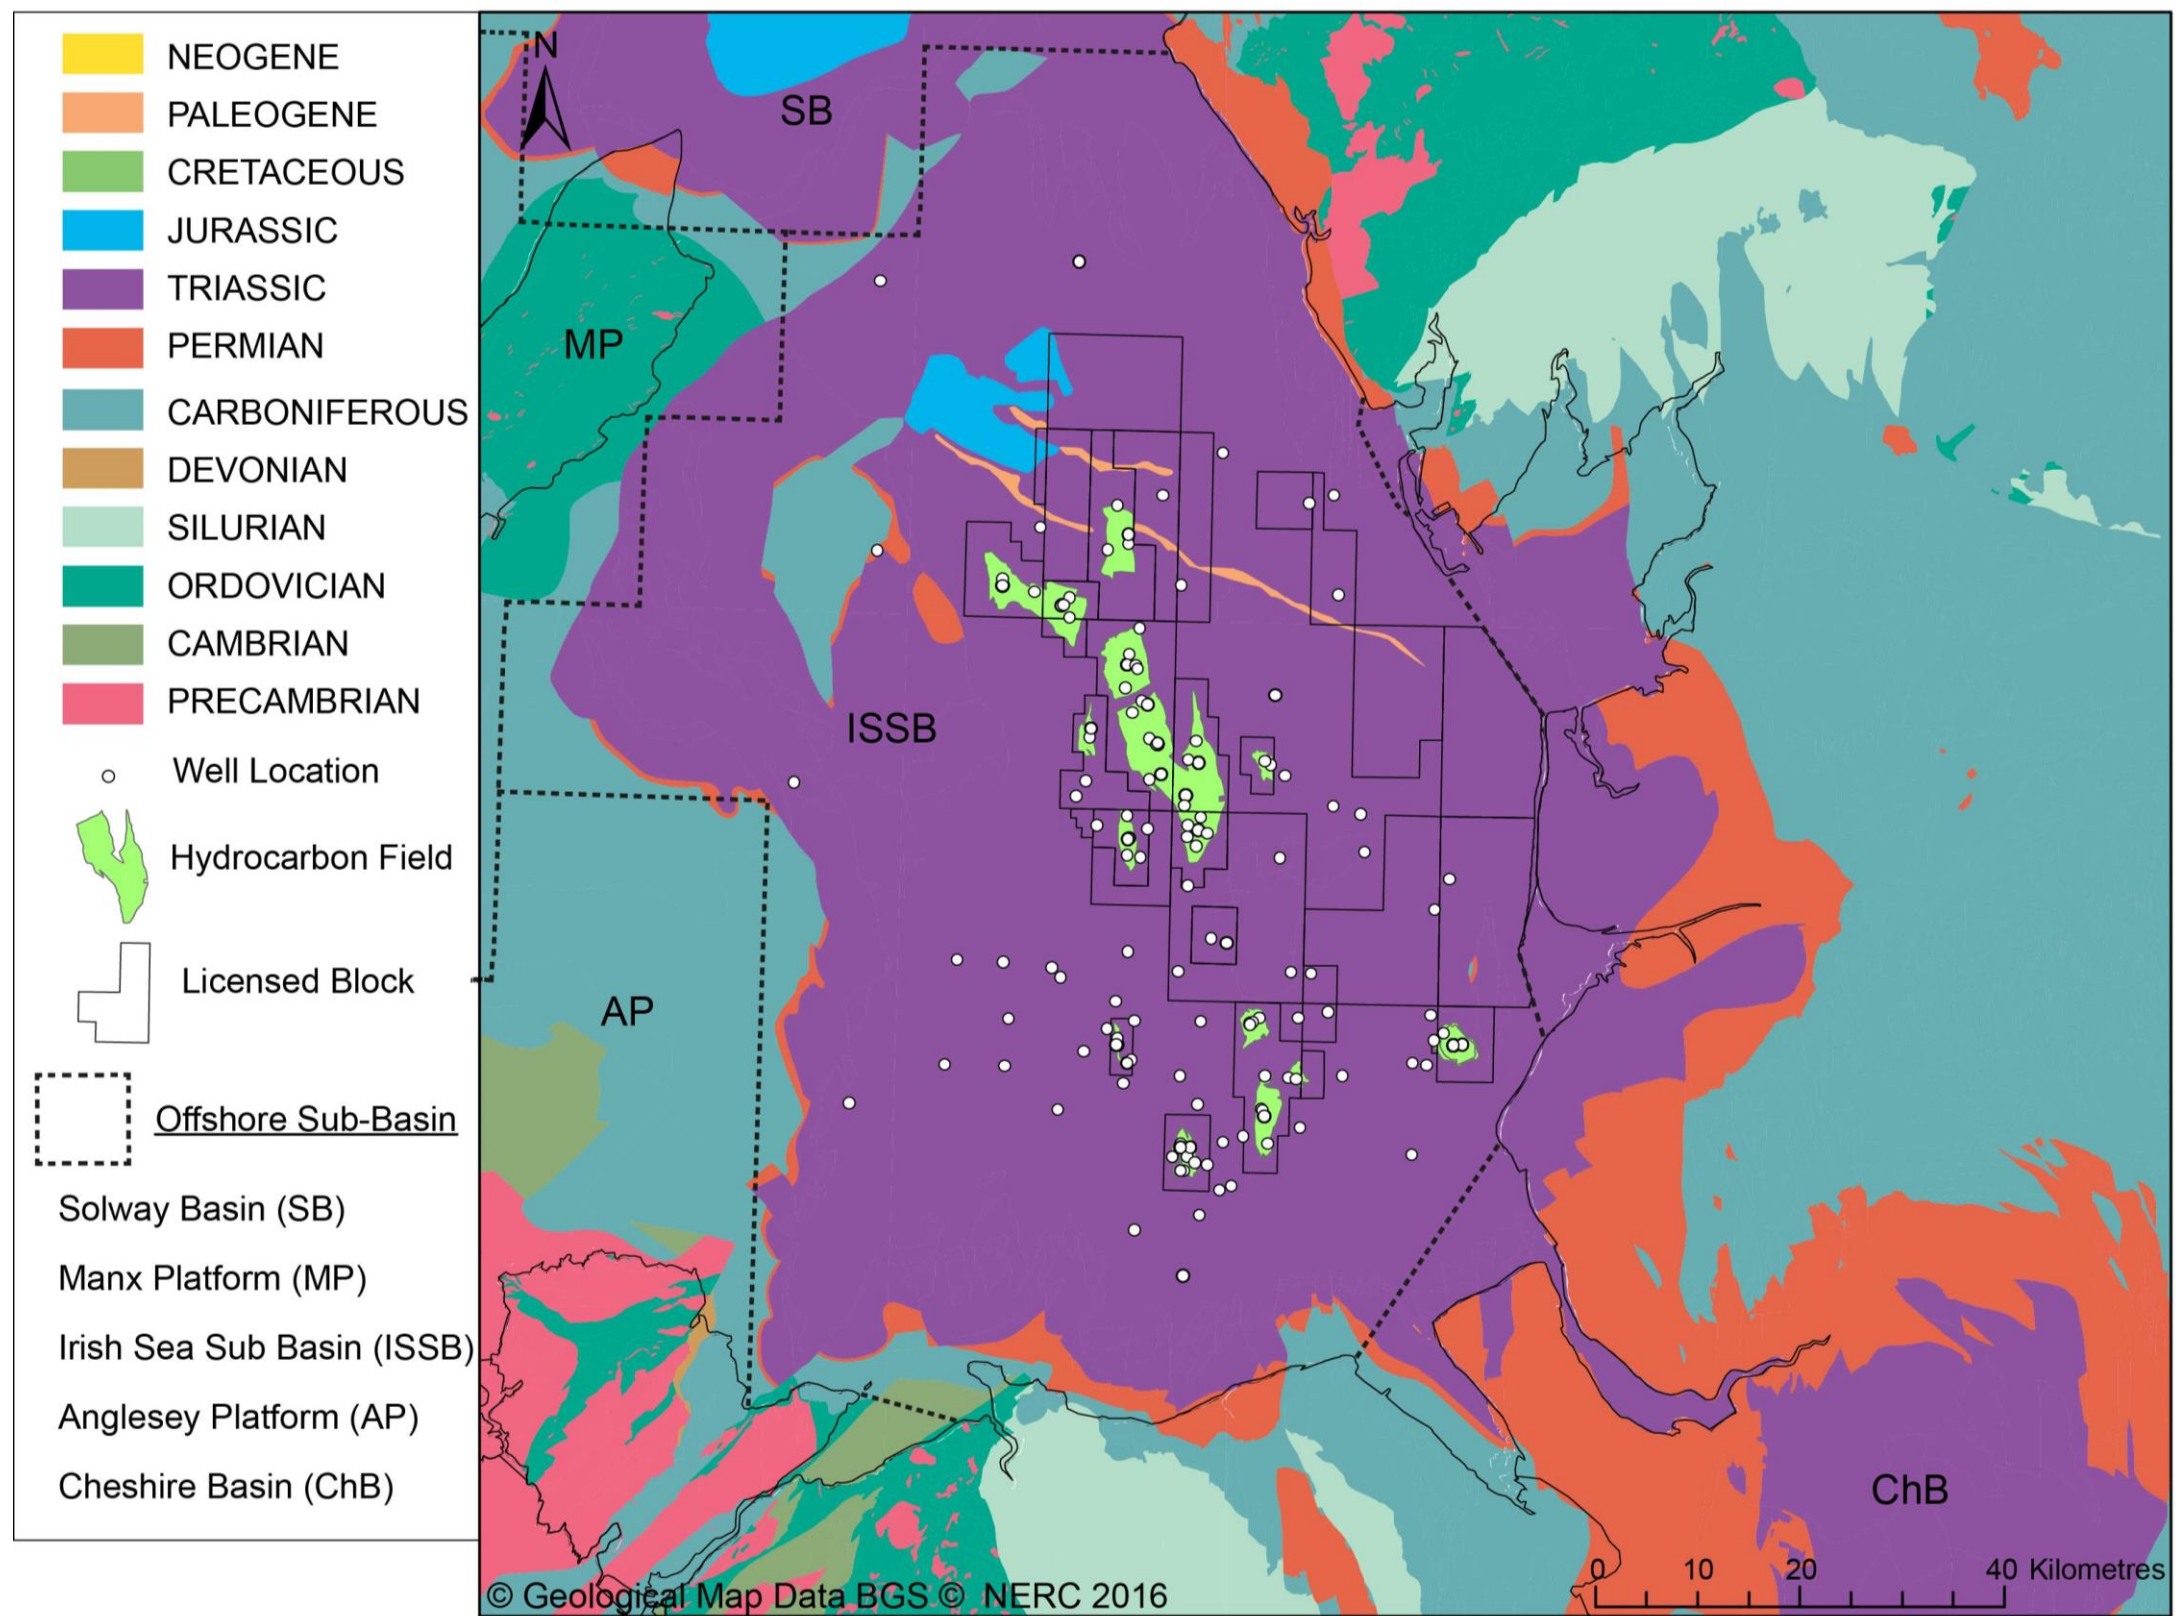 NEOGENE
PALEOGENE
CRETACEOUS
JURASSIC
TRIASSIC
PERMIAN
CARBONIFEROUS
DEVONIAN
SILURIAN
ORDOVICIAN
CAMBRIAN
PRECAMBRIAN
Well Location
Hydrocarbon Field
Licensed Block
Offshore Sub-Basin
Solway Basin (SB)
Manx Platform (MP)
Irish Sea Sub Basin (ISSB)
Anglesey Platform (AP)
Cheshire Basin (ChB)
N
SB
MP
ISSB
AP
ChB
0 10 20 40 Kilometres
© Geological Map Data BGS © NERC 2016